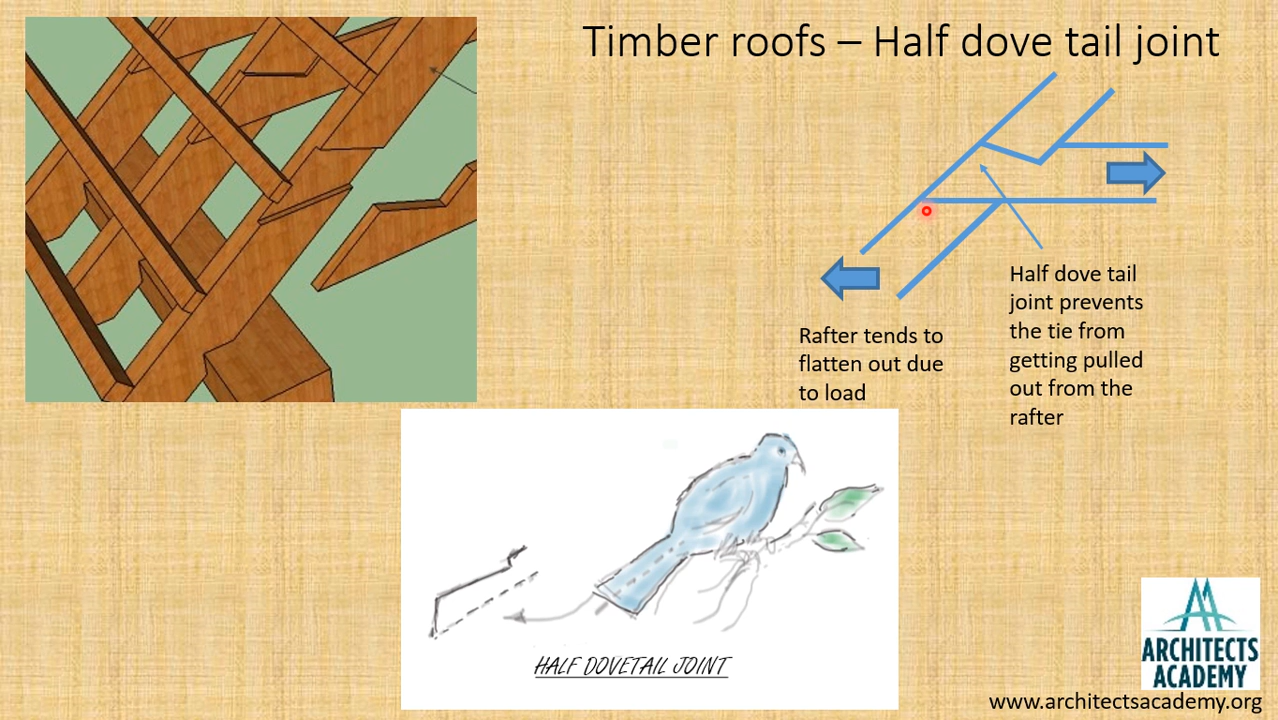 Timber roofs – Half dove tail joint
Half dove tail
joint prevents
the tie from
getting pulled
out from the
rafter
Rafter tends to
flatten out due
to load
HALF DOVETAIL JOINT
ARCHITECTS
ACADEMY
www.architectsacademy.org